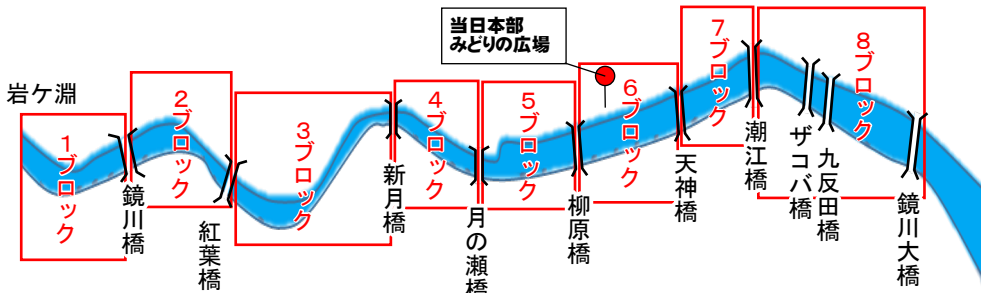 当日本部
みどりの広場
岩ケ淵
1ブロック
鏡川橋
2ブロック
紅葉橋
3ブロック
新月橋
4ブロック
月の瀬橋
5ブロック
柳原橋
6ブロック
天神橋
7ブロック
潮江橋
8ブロック
ザコバ橋
九反田橋
鏡川大橋